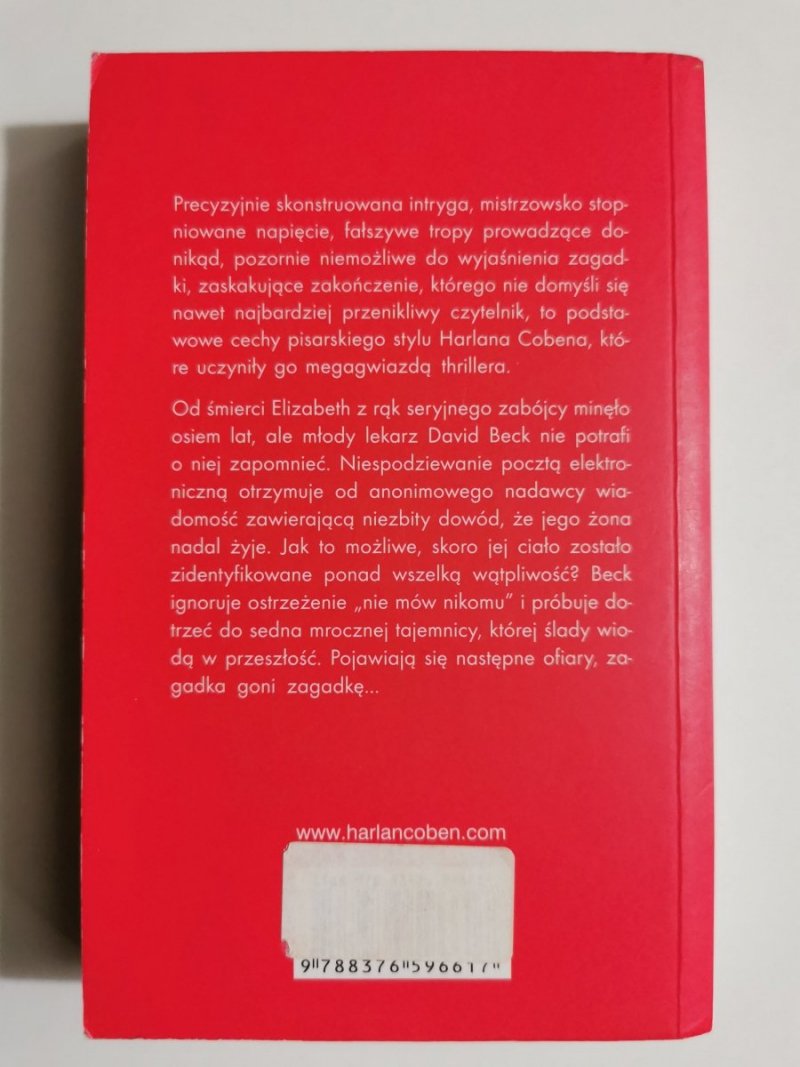 Precyzyjnie skonstruowana intryga, mistrzowsko stop-
niowane napięcie, fałszywe tropy prowadzące do-
nikąd, pozornie niemożliwe do wyjaśnienia zagad-
ki, zaskakujące zakończenie, którego nie domyśli się
nawet najbardziej przenikliwy czytelnik, to podsta-
wowe cechy pisarskiego stylu Harlana Cobena, któ-
re uczyniły go megagwiazdą thrillera.
Od śmierci Elizabeth z rąk seryjnego zabójcy minęło
osiem lat, ale młody lekarz David Beck nie potrafi
o niej zapomnieć. Niespodziewanie pocztą elektro-
niczną otrzymuje od anonimowego nadawcy wia-
domość zawierającą niezbity dowód, że jego żona
nadal żyje. Jak to możliwe, skoro jej ciało zostało
zidentyfikowane ponad wszelką wątpliwość? Beck
ignoruje ostrzeżenie „nie mów nikomu” i próbuje do-
trzeć do sedna mrocznej tajemnicy, której ślady wio-
dą w przeszłość. Pojawiają się następne ofiary, za-
gadka goni zagadkę...
www.harlancoben.com
9 788376 596617